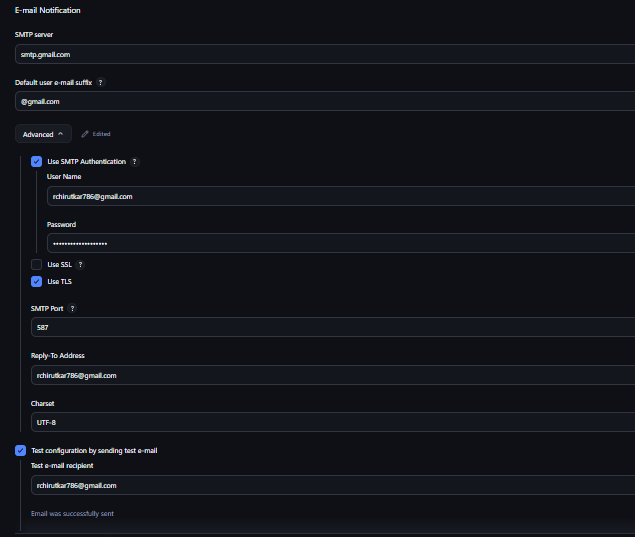 E-mail Notification
SMTP server
smtp.gmail.com
Default user e-mail suffix ?
@gmail.com
Advanced Edited
Use SMTP Authentication ?
User Name
rchirutkar786@gmail.com
Password
•••••••••••••••••••
Use SSL ?
Use TLS
SMTP Port ?
587
Reply-To Address
rchirutkar786@gmail.com
Charset
UTF-8
Test configuration by sending test e-mail
Test e-mail recipient
rchirutkar786@gmail.com
Email was successfully sent